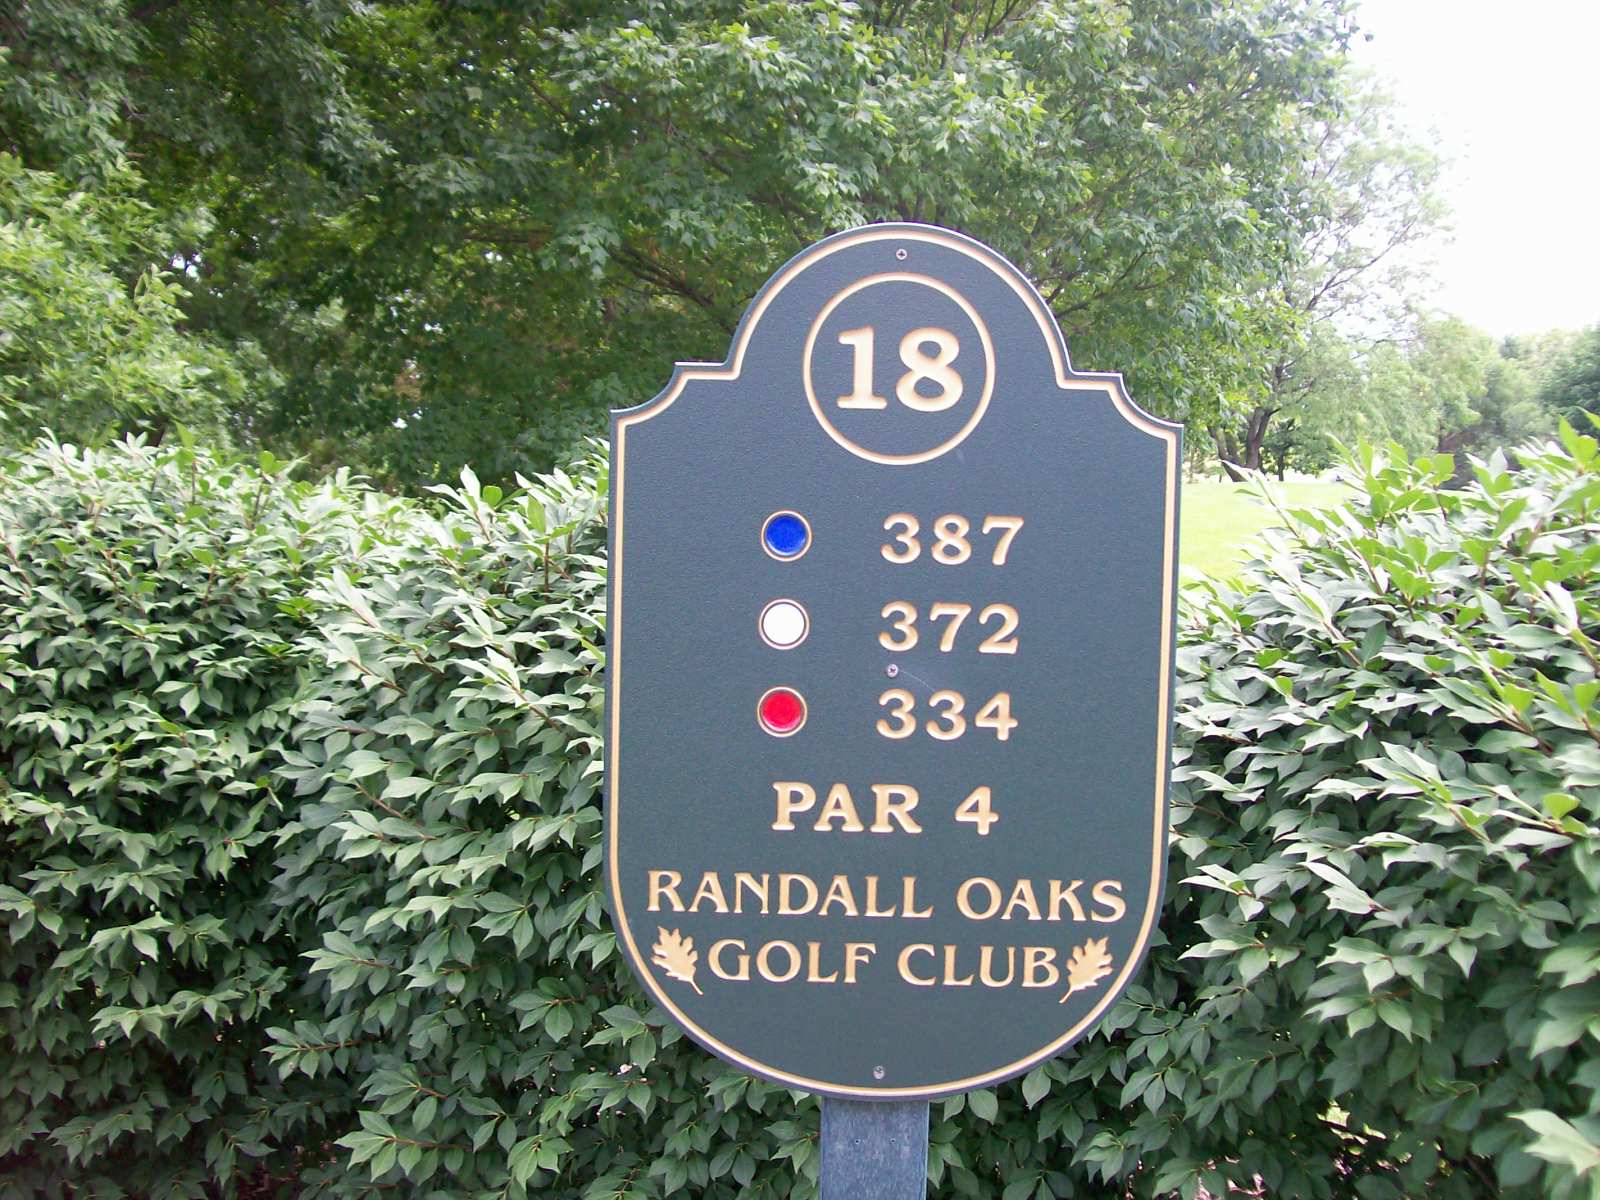 18
387
372
334
PAR 4
RANDALL OAKS
GOLF CLUB